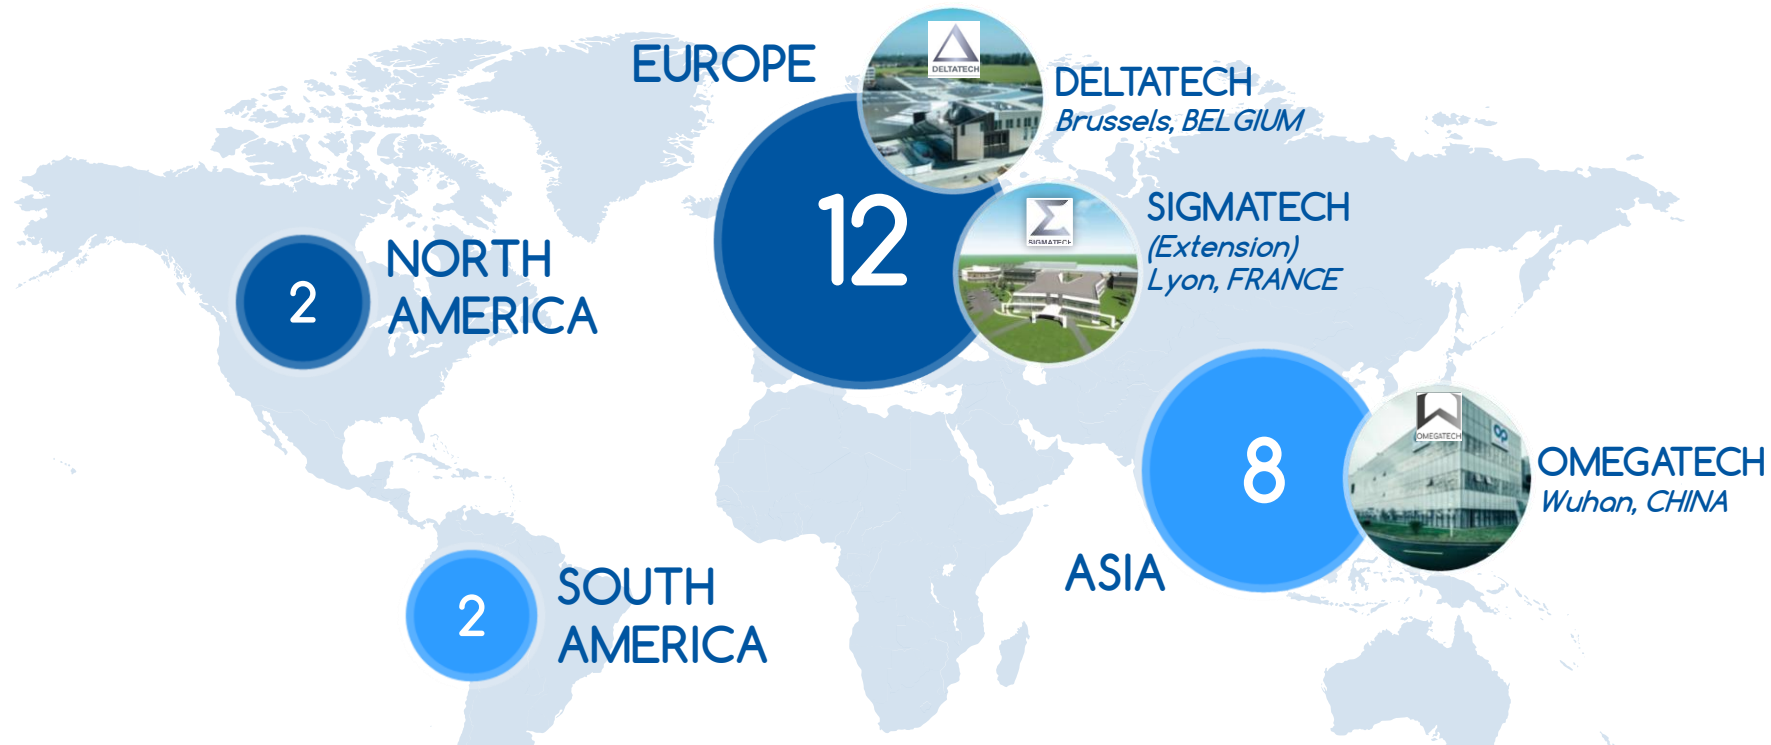 EUROPE
DELTATECH
DELTATECH
Brussels, BELGIUM
12
SIGMATECH
SIGMATECH
(Extension)
Lyon, FRANCE
2
NORTH
AMERICA
8
OMEGATECH
OMEGATECH
Wuhan, CHINA
ASIA
2
SOUTH
AMERICA